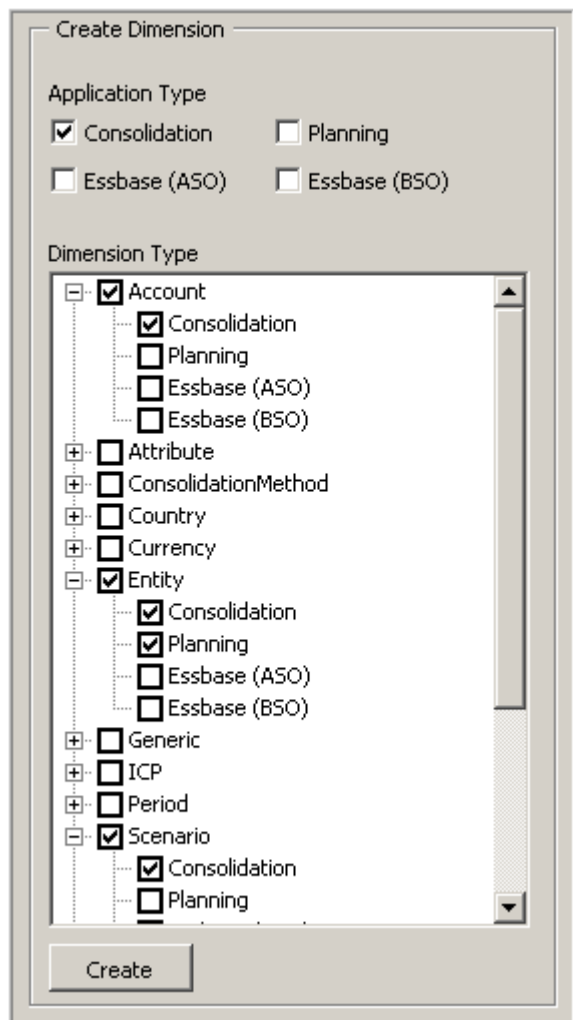 Create Dimension
Application Type
Consolidation Planning
Essbase (ASO) Essbase (BSO)
Dimension Type
Account
Consolidation
Planning
Essbase (ASO)
Essbase (BSO)
Attribute
ConsolidationMethod
Country
Currency
Entity
Consolidation
Planning
Essbase (ASO)
Essbase (BSO)
Generic
ICP
Period
Scenario
Consolidation
Planning
Create